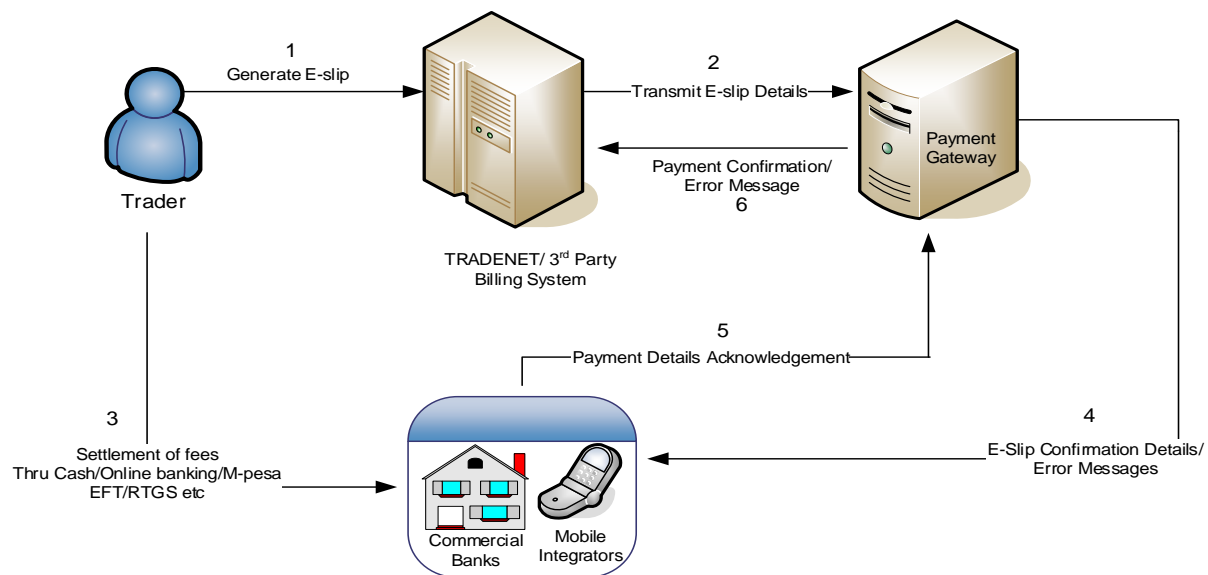 1
Generate E-slip
2
Transmit E-slip Details
Payment
Gateway
Payment Confirmation/
Error Message
6
Trader
TRADENET/ 3rd Party
Billing System
5
Payment Details Acknowledgement
3
Settlement of fees
Thru Cash/Online banking/M-pesa
EFT/RTGS etc
4
E-Slip Confirmation Details/
Error Messages
Commercial
Banks
Mobile
Integrators